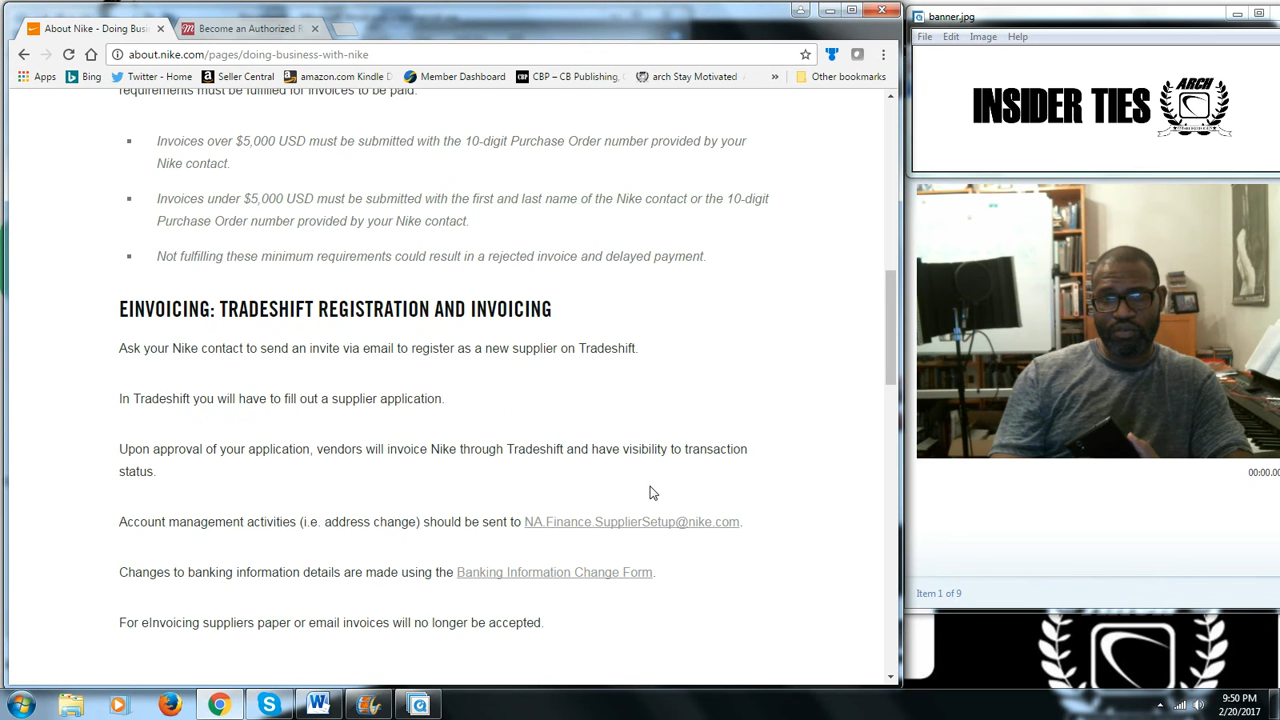 About Nike - Doing Busi
Become an Authorized R
about.nike.com/pages/doing-business-with-nike
Apps
Bing
Twitter - Home
Seller Central
amazon.com Kindle D
Member Dashboard
CBP – CB Publishing,
arch Stay Motivated
»
Other bookmarks
requirements must be fulfilled for invoices to be paid.
Invoices over $5,000 USD must be submitted with the 10-digit Purchase Order number provided by your
Nike contact.
Invoices under $5,000 USD must be submitted with the first and last name of the Nike contact or the 10-digit
Purchase Order number provided by your Nike contact.
Not fulfilling these minimum requirements could result in a rejected invoice and delayed payment.
EINVOICING: TRADESHIFT REGISTRATION AND INVOICING
Ask your Nike contact to send an invite via email to register as a new supplier on Tradeshift.
In Tradeshift you will have to fill out a supplier application.
Upon approval of your application, vendors will invoice Nike through Tradeshift and have visibility to transaction
status.
Account management activities (i.e. address change) should be sent to NA.Finance.SupplierSetup@nike.com.
Changes to banking information details are made using the Banking Information Change Form.
For eInvoicing suppliers paper or email invoices will no longer be accepted.
banner.jpg
File Edit Image Help
INSIDER TIES
ARCH
00:00.00
Item 1 of 9
9:50 PM
2/20/2017